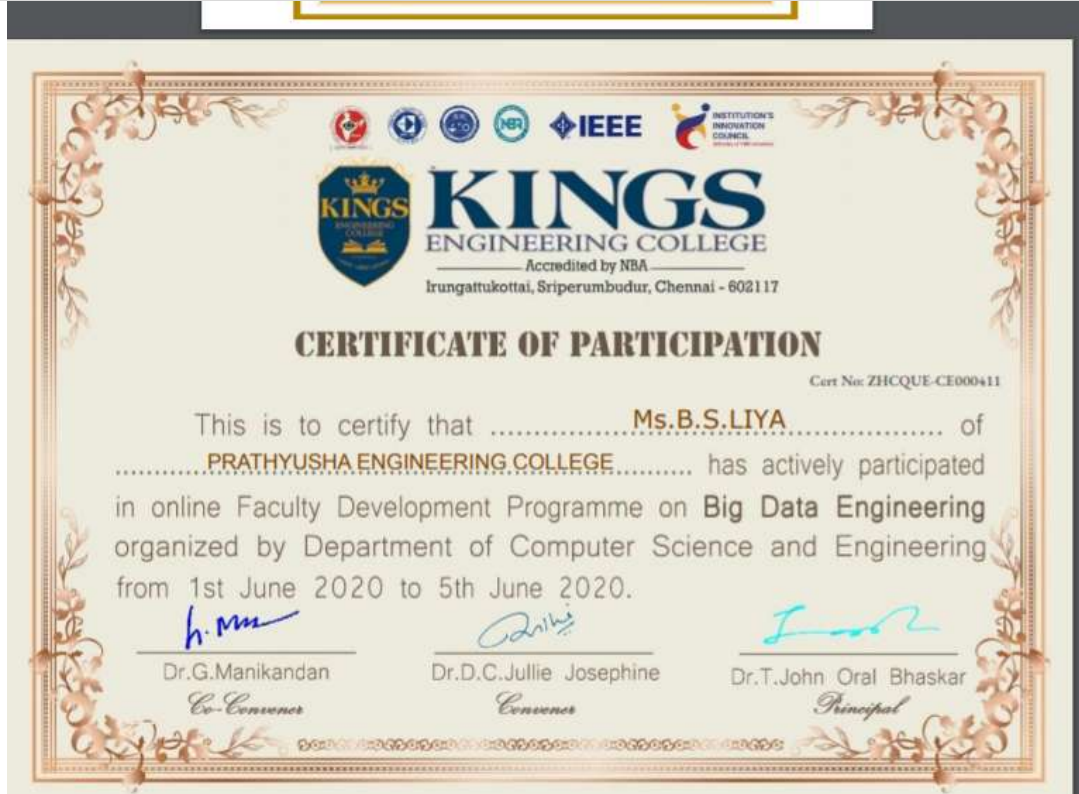 NBA
IEEE
INSTITUTION'S
INNOVATION
COUNCIL
KINGS
ENGINEERING
COLLEGE
KINGS
ENGINEERING COLLEGE
Accredited by NBA
Irungattukottai, Sriperumbudur, Chennai - 602117
CERTIFICATE OF PARTICIPATION
Cert No: ZHCQUE-CE000411
This is to certify that ................Ms.B.S.LIYA................ of
..........PRATHYUSHA ENGINEERING COLLEGE.......... has actively participated
in online Faculty Development Programme on Big Data Engineering
organized by Department of Computer Science and Engineering
from 1st June 2020 to 5th June 2020.
Dr.G.Manikandan Dr.D.C.Jullie Josephine Dr.T.John Oral Bhaskar
Co-Convener Convener Principal